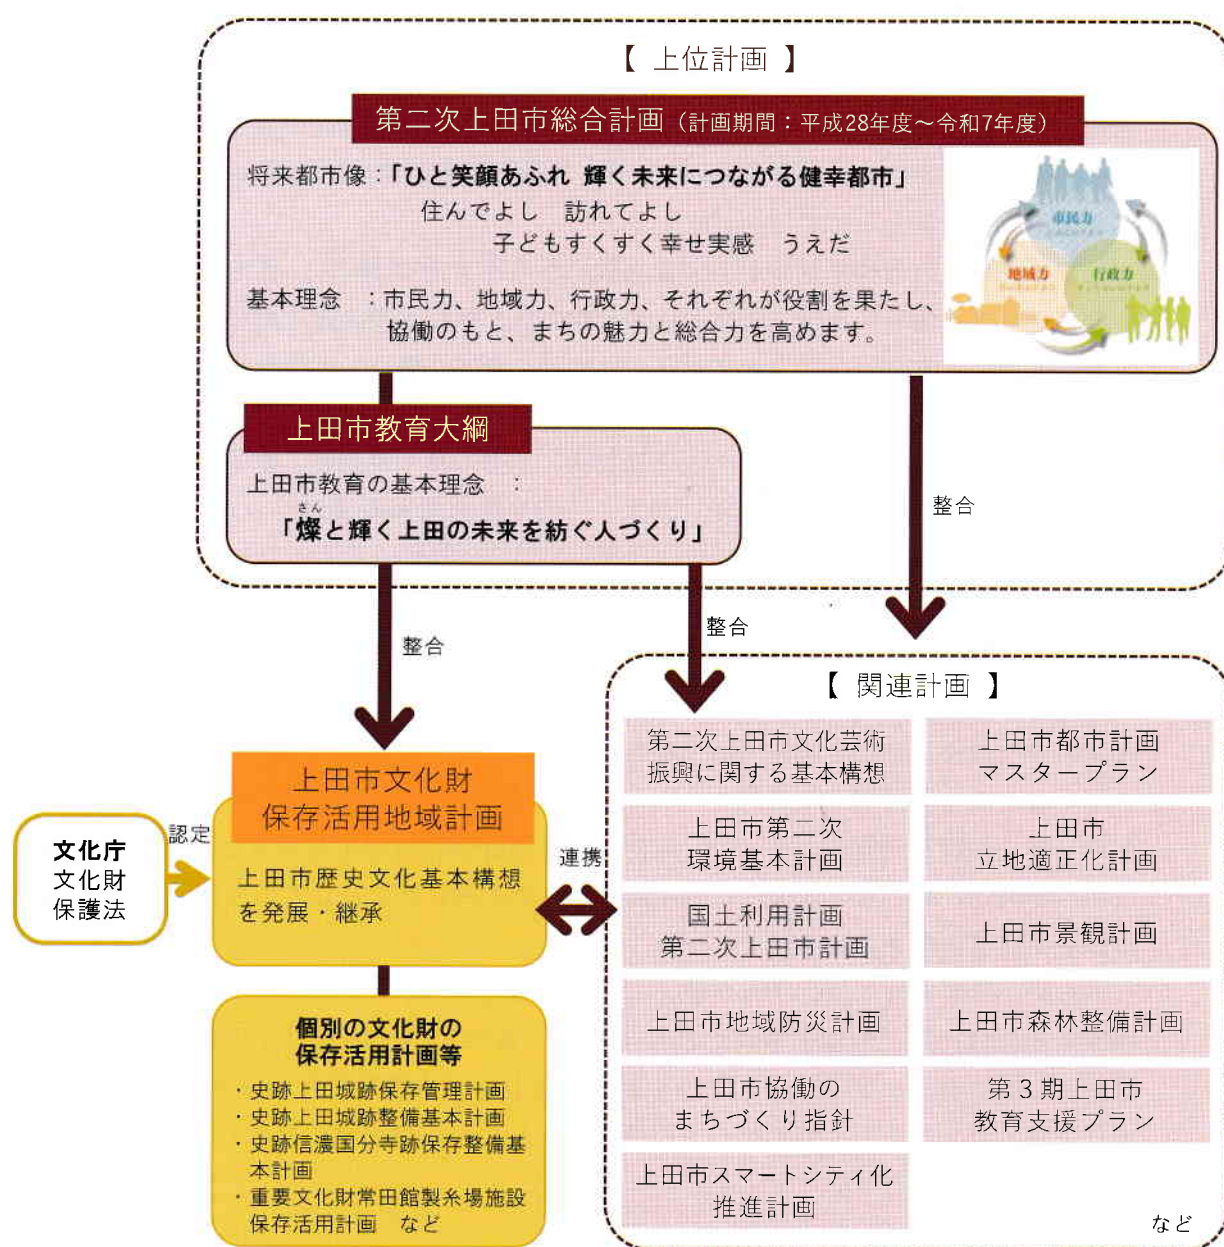 【 上位計画 】
第二次上田市総合計画(計画期間:平成28年度~令和7年度)
将来都市像:「ひと笑顔あふれ 輝く未来につながる健幸都市」
住んでよし 訪れてよし
子どもすくすく幸せ実感 うえだ
基本理念 :市民力、地域力、行政力、それぞれが役割を果たし、
協働のもと、まちの魅力と総合力を高めます。
市民力
地域力
行政力
上田市教育大綱
上田市教育の基本理念 :
さん
「燦と輝く上田の未来を紡ぐ人づくり」
整合
整合
整合
【 関連計画 】
第二次上田市文化芸術
振興に関する基本構想
上田市都市計画
マスタープラン
上田市第二次
環境基本計画
上田市
立地適正化計画
国土利用計画
第二次上田市計画
上田市景観計画
上田市地域防災計画
上田市森林整備計画
上田市協働の
まちづくり指針
第3期上田市
教育支援プラン
上田市スマートシティ化
推進計画
など
上田市文化財
保存活用地域計画
上田市歴史文化基本構想
を発展・継承
連携
認定
文化庁
文化財
保護法
個別の文化財の
保存活用計画等
・史跡上田城跡保存管理計画
・史跡上田城跡整備基本計画
・史跡信濃国分寺跡保存整備基
本計画
・重要文化財常田館製糸場施設
保存活用計画 など